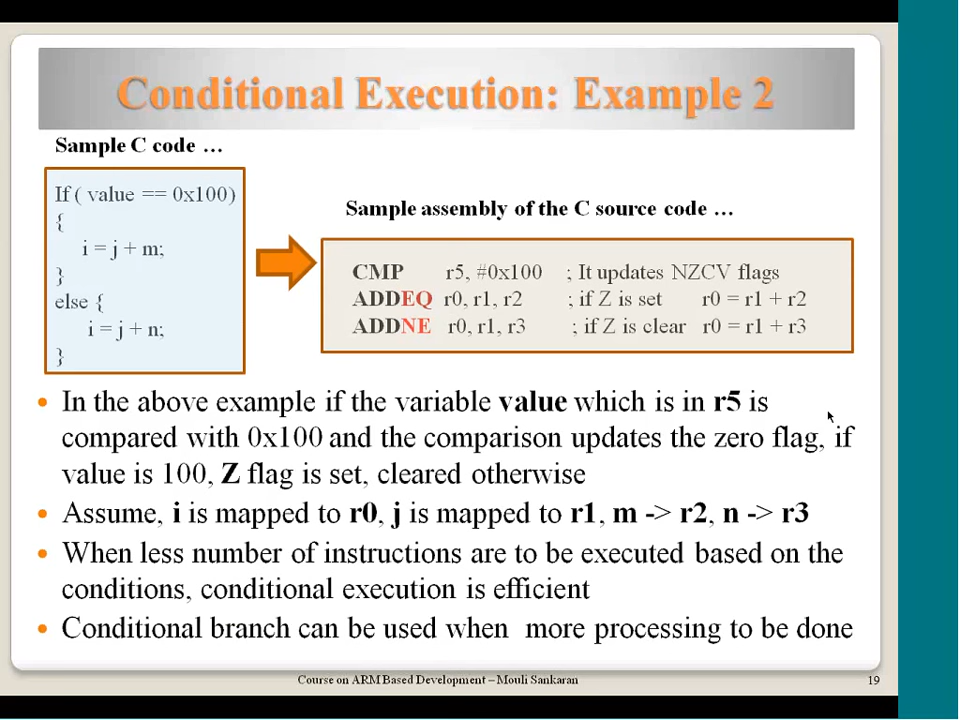 Conditional Execution: Example 2
Sample C code …
If ( value == 0x100)
{
i = j + m;
}
else {
i = j + n;
}
Sample assembly of the C source code …
CMP r5, #0x100 ; It updates NZCV flags
ADDEQ r0, r1, r2 ; if Z is set r0 = r1 + r2
ADDNE r0, r1, r3 ; if Z is clear r0 = r1 + r3
• In the above example if the variable value which is in r5 is
compared with 0x100 and the comparison updates the zero flag, if
value is 100, Z flag is set, cleared otherwise
• Assume, i is mapped to r0, j is mapped to r1, m -> r2, n -> r3
• When less number of instructions are to be executed based on the
conditions, conditional execution is efficient
• Conditional branch can be used when more processing to be done
Course on ARM Based Development – Mouli Sankaran
19